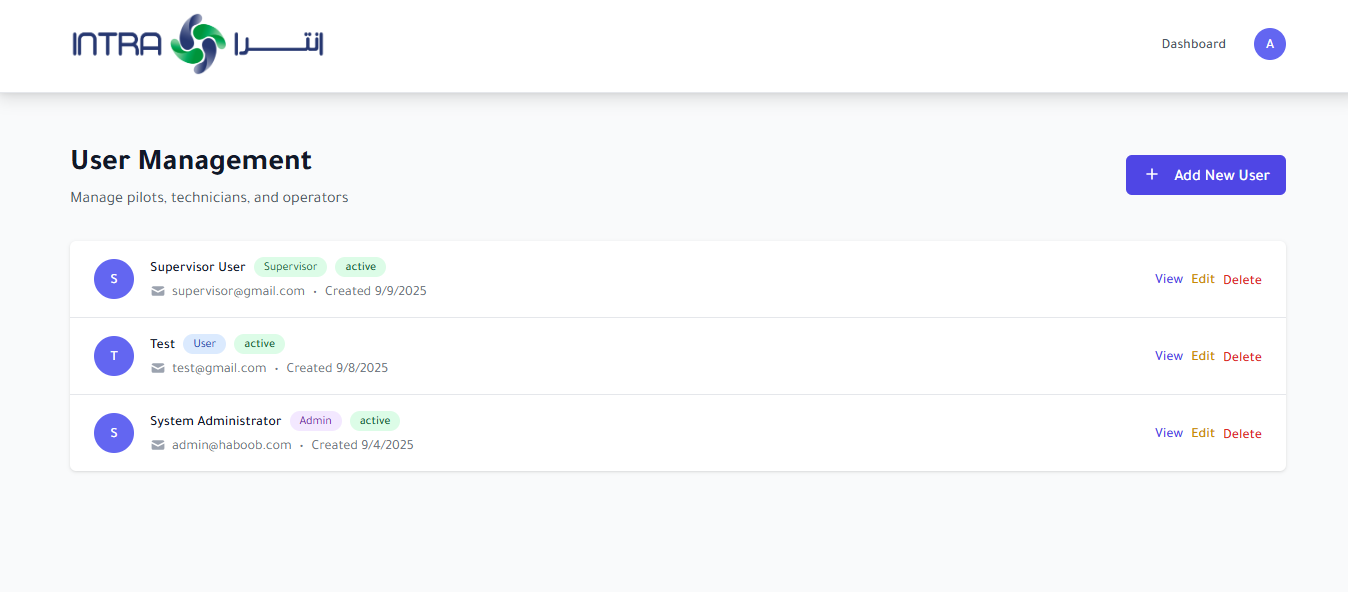 INTRA انترا
Dashboard
A
User Management
Manage pilots, technicians, and operators
+ Add New User
S
Supervisor User Supervisor active
supervisor@gmail.com • Created 9/9/2025
View Edit Delete
T
Test User active
test@gmail.com • Created 9/8/2025
View Edit Delete
S
System Administrator Admin active
admin@haboob.com • Created 9/4/2025
View Edit Delete